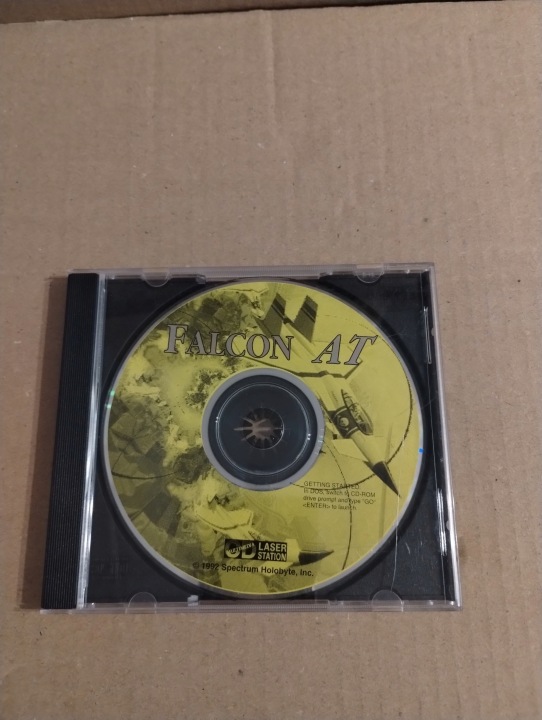 FALCON AT
GETTING STARTED:
In DOS, switch to CD-ROM
drive prompt and type "GO"
<ENTER> to launch.
CD LASER
STATION
© 1992 Spectrum Holobyte, Inc.